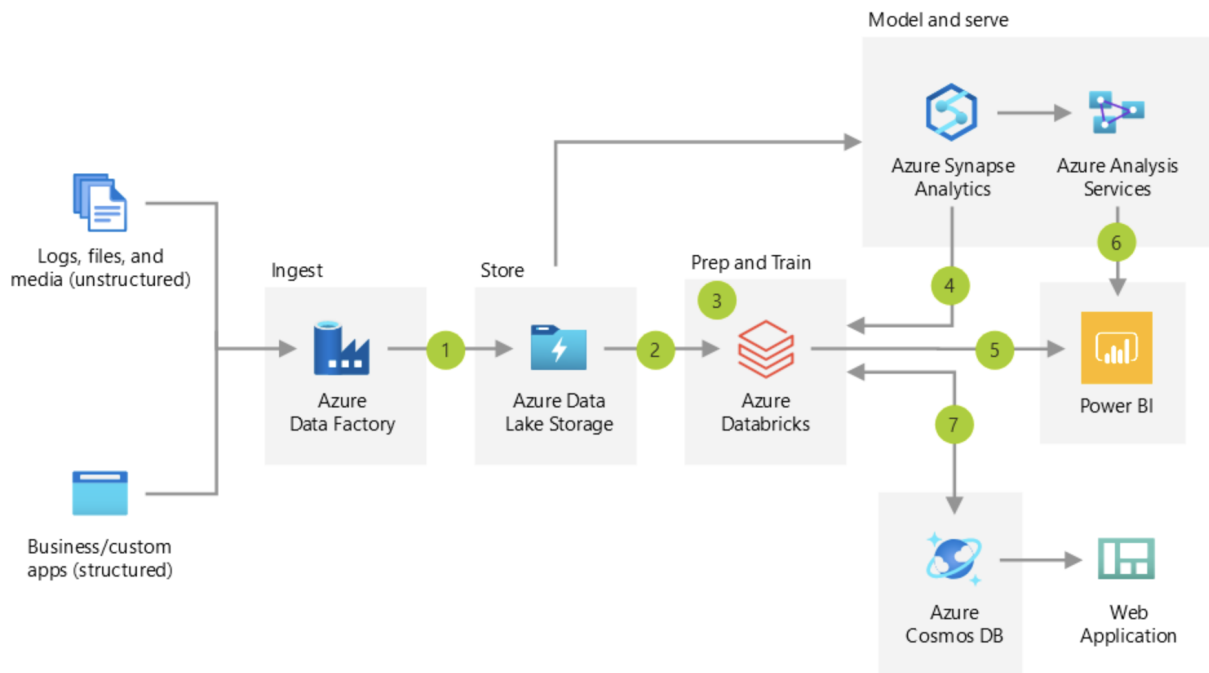 Model and serve
Azure Synapse
Analytics
Azure Analysis
Services
Logs, files, and
media (unstructured)
Ingest
Store
Prep and Train
3
4
6
1
2
5
Azure
Data Factory
Azure Data
Lake Storage
Azure
Databricks
Power BI
7
Business/custom
apps (structured)
Azure
Cosmos DB
Web
Application